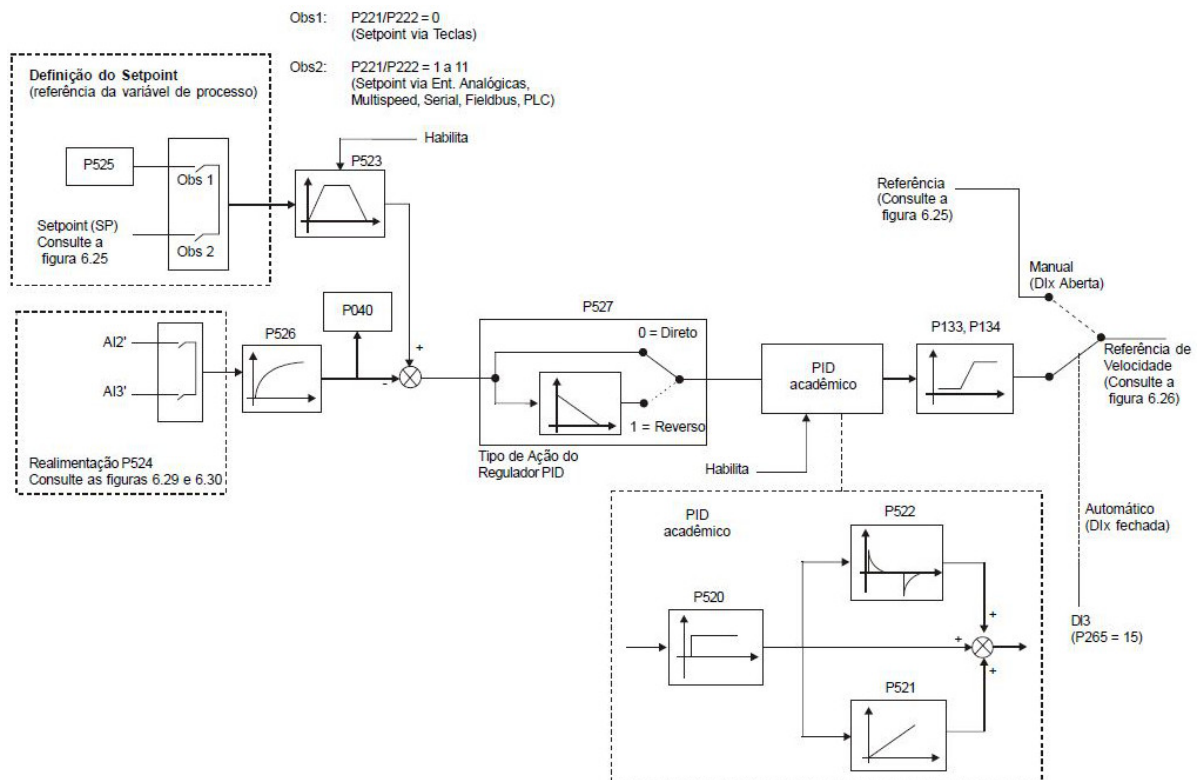 Obs1: P221/P222 = 0
(Setpoint via Teclas)
Obs2: P221/P222 = 1 a 11
(Setpoint via Ent. Analógicas,
Multispeed, Serial, Fieldbus, PLC)
Definição do Setpoint
(referência da variável de processo)
P525
Obs 1
Setpoint (SP)
Consulte a
figura 6.25
Obs 2
Habilita
P523
Referência
(Consulte a
figura 6.25)
Manual
(DIx Aberta)
AI2'
AI3'
Realimentação P524
Consulte as figuras 6.29 e 6.30
P526
P040
+
-
P527
0 = Direto
1 = Reverso
Tipo de Ação do
Regulador PID
PID
acadêmico
Habilita
P133, P134
Referência de
Velocidade
(Consulte a
figura 6.26)
Automático
(DIx fechada)
DI3
(P265 = 15)
PID
acadêmico
P520
P522
P521
+
+
+